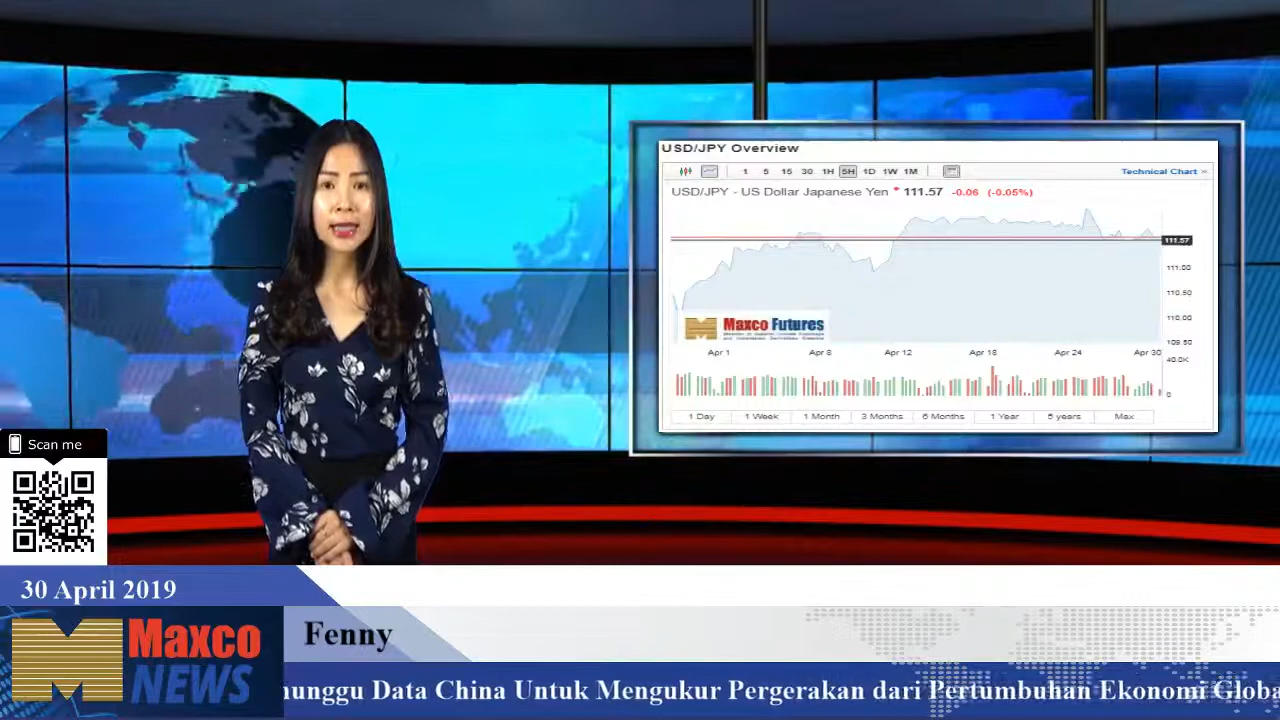 USD/JPY Overview
1 5 15 30 1H 5H 1D 1W 1M
Technical Chart »
USD/JPY - US Dollar Japanese Yen 111.57 -0.06 (-0.05%)
111.57
111.00
110.50
110.00
109.50
Maxco Futures
Apr 1 Apr 8 Apr 12 Apr 18 Apr 24 Apr 30
40.0K
0
1 Day 1 Week 1 Month 3 Months 6 Months 1 Year 5 years Max
Scan me
30 April 2019
Maxco
NEWS
Fenny
nunggu Data China Untuk Mengukur Pergerakan dari Pertumbuhan Ekonomi Globa